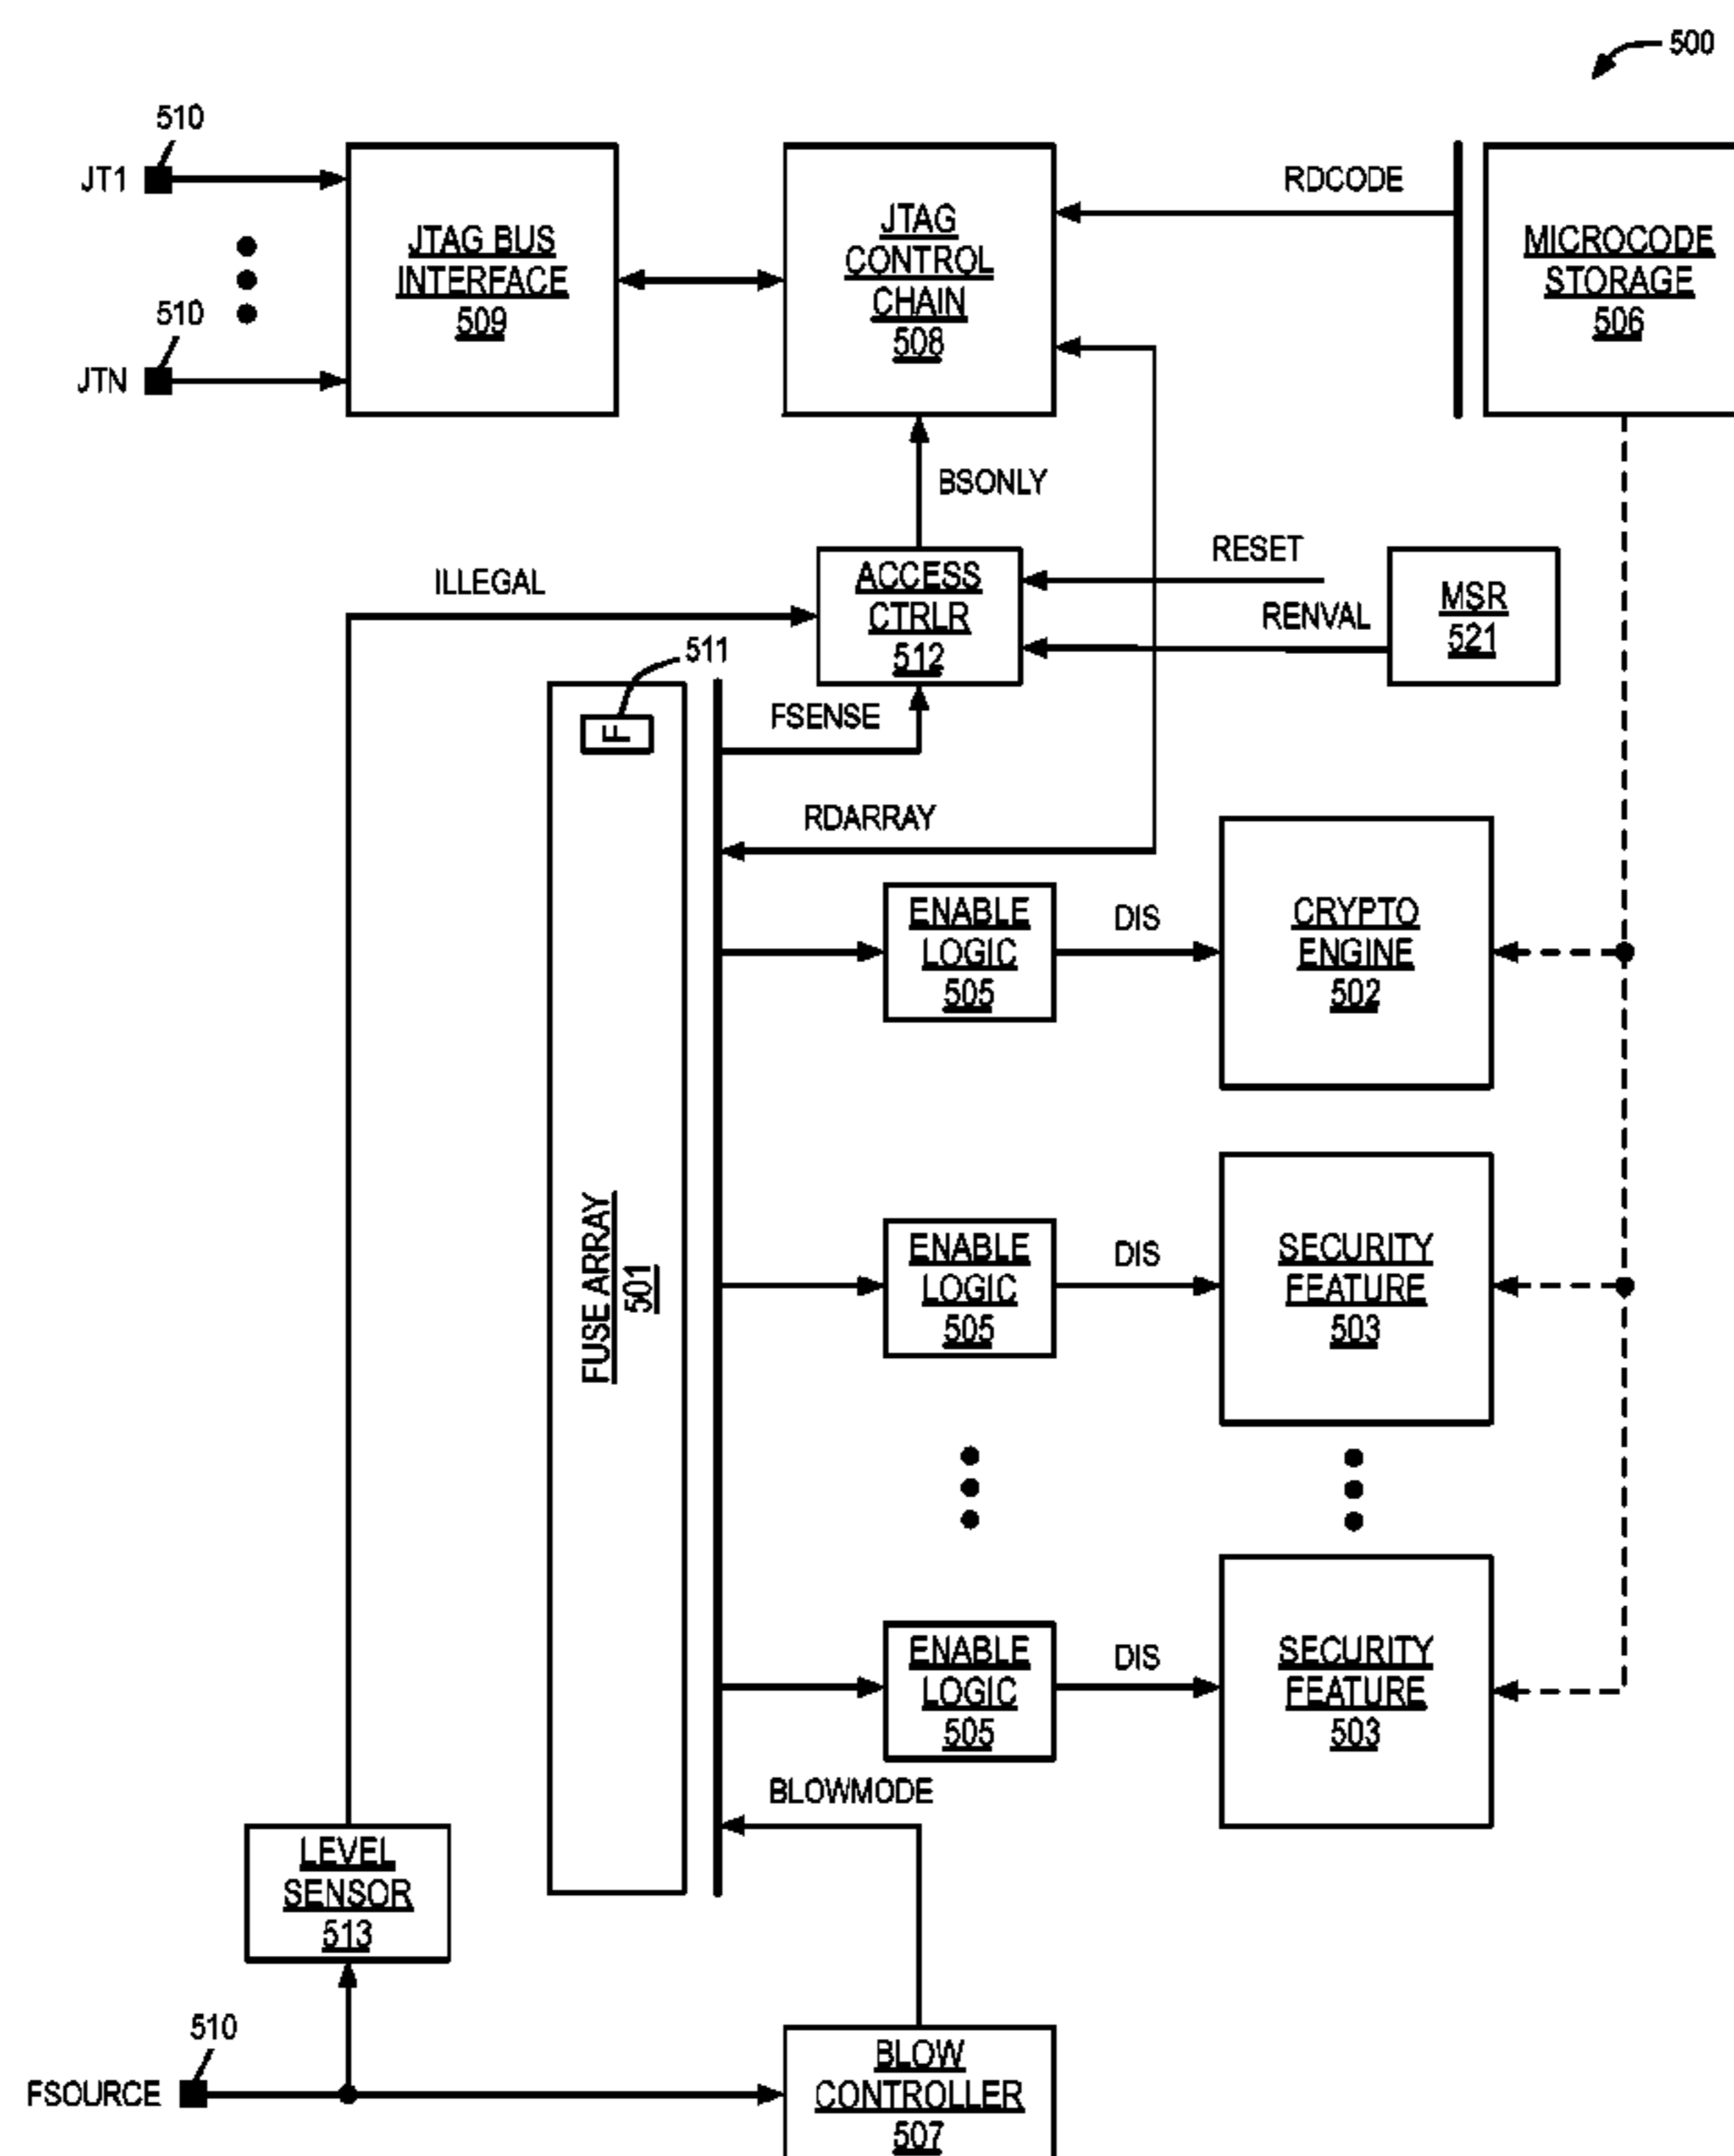 500
510
JT1
JTAG BUS
INTERFACE
509
JTAG
CONTROL
CHAIN
508
RDCODE
MICROCODE
STORAGE
506
510
JTN
BSONLY
ILLEGAL
ACCESS
CTRLR
512
RESET
RENVAL
MSR
521
511
F
FSENSE
RDARRAY
ENABLE
LOGIC
505
DIS
CRYPTO
ENGINE
502
FUSE ARRAY
501
ENABLE
LOGIC
505
DIS
SECURITY
FEATURE
503
ENABLE
LOGIC
505
DIS
SECURITY
FEATURE
503
BLOWMODE
LEVEL
SENSOR
513
510
FSOURCE
BLOW
CONTROLLER
507